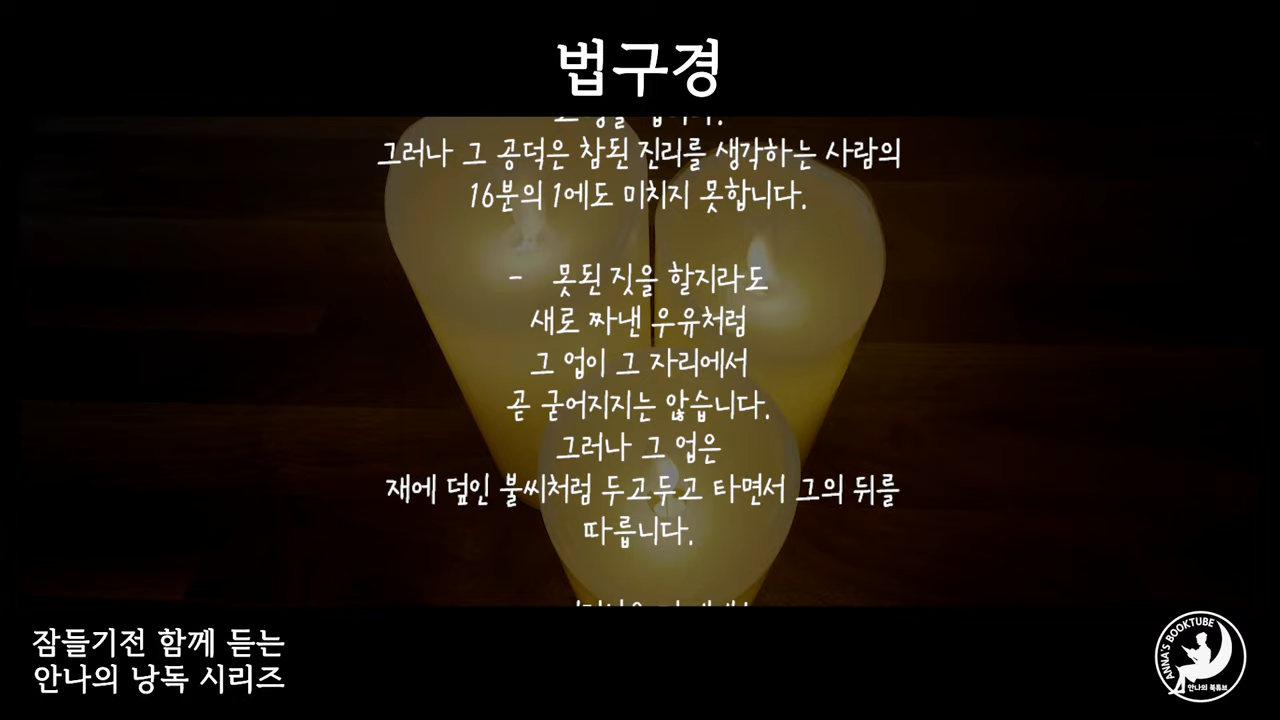 법구경
그러나 그 공덕은 참된 진리를 생각하는 사람의
16분의 1에도 미치지 못합니다.
- 못된 짓을 할지라도
새로 짜낸 우유처럼
그 업이 그 자리에서
곧 굳어지지는 않습니다.
그러나 그 업은
재에 덮인 불씨처럼 두고두고 타면서 그의 뒤를
따릅니다.
잠들기전 함께 듣는
안나의 낭독 시리즈
ANNA'S BOOKTUBE
안나의 북튜브